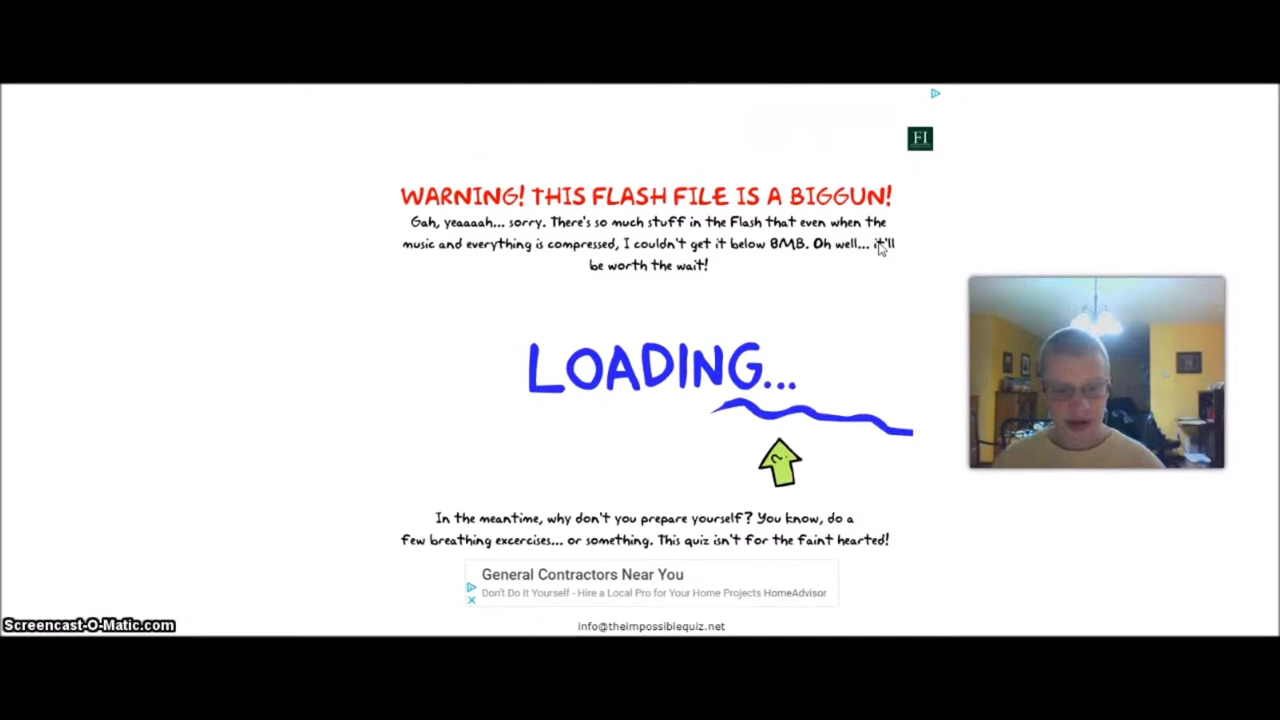 FI
WARNING! THIS FLASH FILE IS A BIGGUN!
Gah, yeaaaah... sorry. There's so much stuff in the Flash that even when the
music and everything is compressed, I couldn't get it below 8MB. Oh well... it'll
be worth the wait!
LOADING...
?
In the meantime, why don't you prepare yourself? You know, do a
few breathing excercises... or something. This quiz isn't for the faint hearted!
General Contractors Near You
Don't Do It Yourself - Hire a Local Pro for Your Home Projects HomeAdvisor
info@theimpossiblequiz.net
Screencast-O-Matic.com